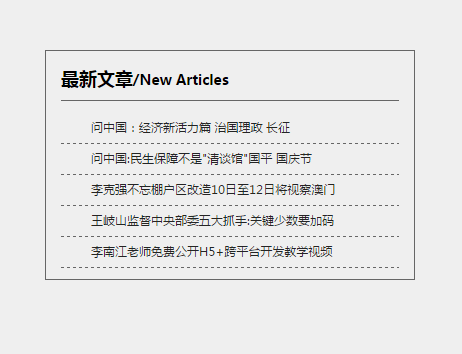 最新文章/New Articles
问中国：经济新活力篇 治国理政 长征
问中国:民生保障不是"清谈馆"国平 国庆节
李克强不忘棚户区改造10日至12日将视察澳门
王岐山监督中央部委五大抓手:关键少数要加码
李南江老师免费公开H5+跨平台开发教学视频